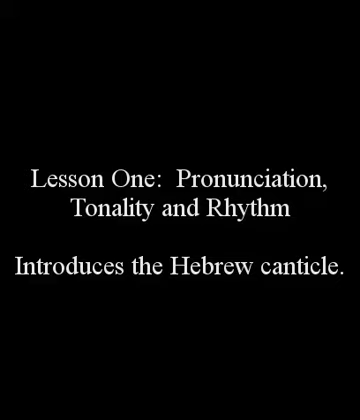 Lesson One:  Pronunciation,
Tonality and Rhythm
Introduces the Hebrew canticle.